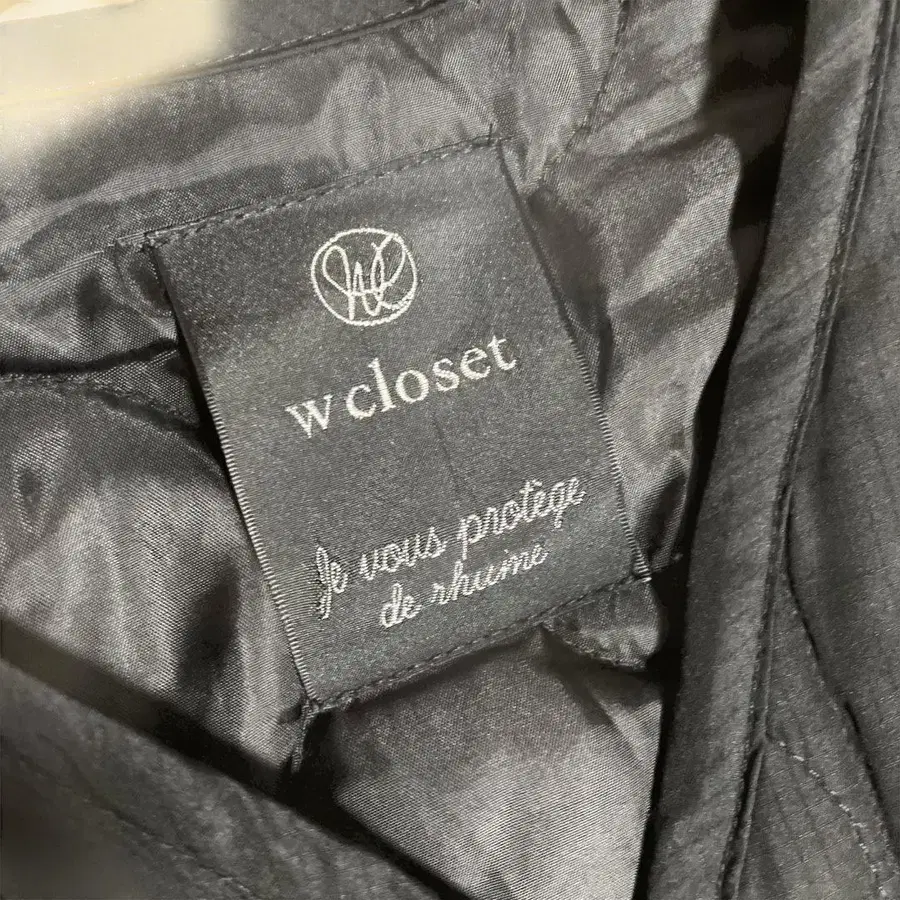 w closet
Je vous protège
de rhume